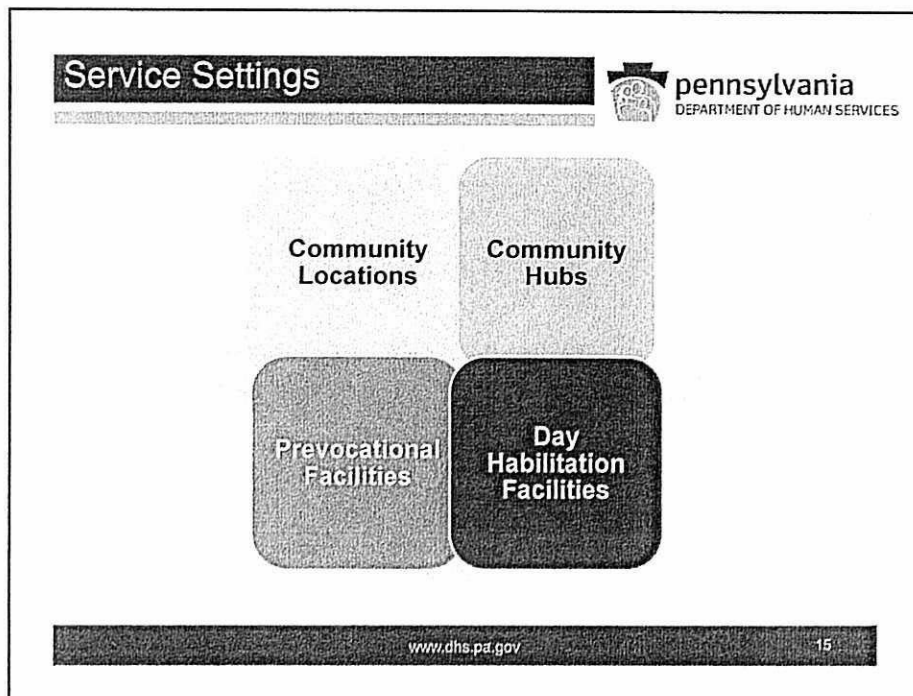 Service Settings
pennsylvania
DEPARTMENT OF HUMAN SERVICES
Community
Locations
Community
Hubs
Prevocational
Facilities
Day
Habilitation
Facilities
www.dhs.pa.gov
15